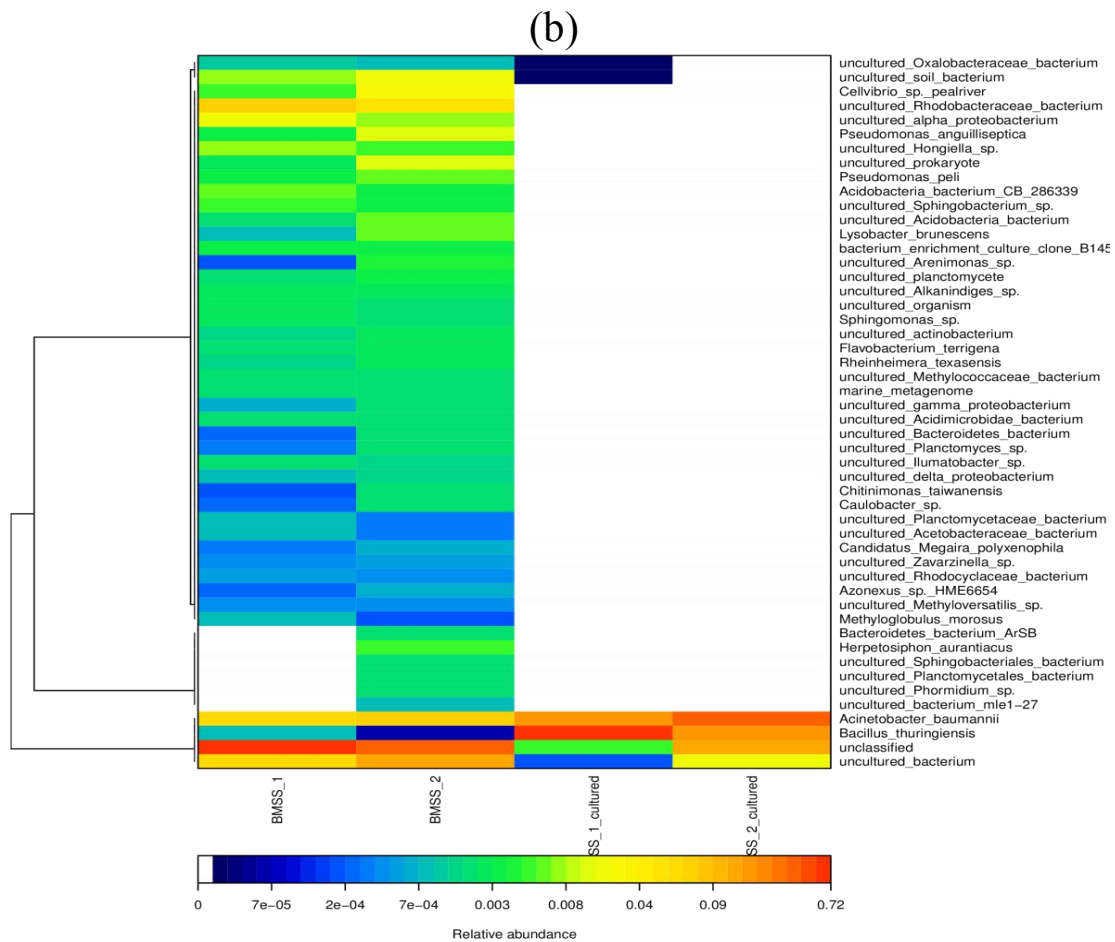 (b)
uncultured_Oxalobacteraceae_bacterium
uncultured_soil_bacterium
Cellvibrio_sp._pealriver
uncultured_Rhodobacteraceae_bacterium
uncultured_alpha_proteobacterium
Pseudomonas_anguilliseptica
uncultured_Hongiella_sp.
uncultured_prokaryote
Pseudomonas_peli
Acidobacteria_bacterium_CB_286339
uncultured_Sphingobacterium_sp.
uncultured_Acidobacteria_bacterium
Lysobacter_brunescens
bacterium_enrichment_culture_clone_B145
uncultured_Arenimonas_sp.
uncultured_planctomycete
uncultured_Alkanindiges_sp.
uncultured_organism
Sphingomonas_sp.
uncultured_actinobacterium
Flavobacterium_terrigena
Rheinheimera_texasensis
uncultured_Methylococcaceae_bacterium
marine_metagenome
uncultured_gamma_proteobacterium
uncultured_Acidimicrobidae_bacterium
uncultured_Bacteroidetes_bacterium
uncultured_Planctomyces_sp.
uncultured_Ilumatobacter_sp.
uncultured_delta_proteobacterium
Chitinimonas_taiwanensis
Caulobacter_sp.
uncultured_Planctomycetaceae_bacterium
uncultured_Acetobacteraceae_bacterium
Candidatus_Megaira_polyxenophila
uncultured_Zavarzinella_sp.
uncultured_Rhodocyclaceae_bacterium
Azonexus_sp._HME6654
uncultured_Methyloversatilis_sp.
Methyloglobulus_morosus
Bacteroidetes_bacterium_ArSB
Herpetosiphon_aurantiacus
uncultured_Sphingobacteriales_bacterium
uncultured_Planctomycetales_bacterium
uncultured_Phormidium_sp.
uncultured_bacterium_mle1-27
Acinetobacter_baumannii
Bacillus_thuringiensis
unclassified
uncultured_bacterium
BMSS_1
BMSS_2
SS_1_cultured
SS_2_cultured
0 7e-05 2e-04 7e-04 0.003 0.008 0.04 0.09 0.72
Relative abundance